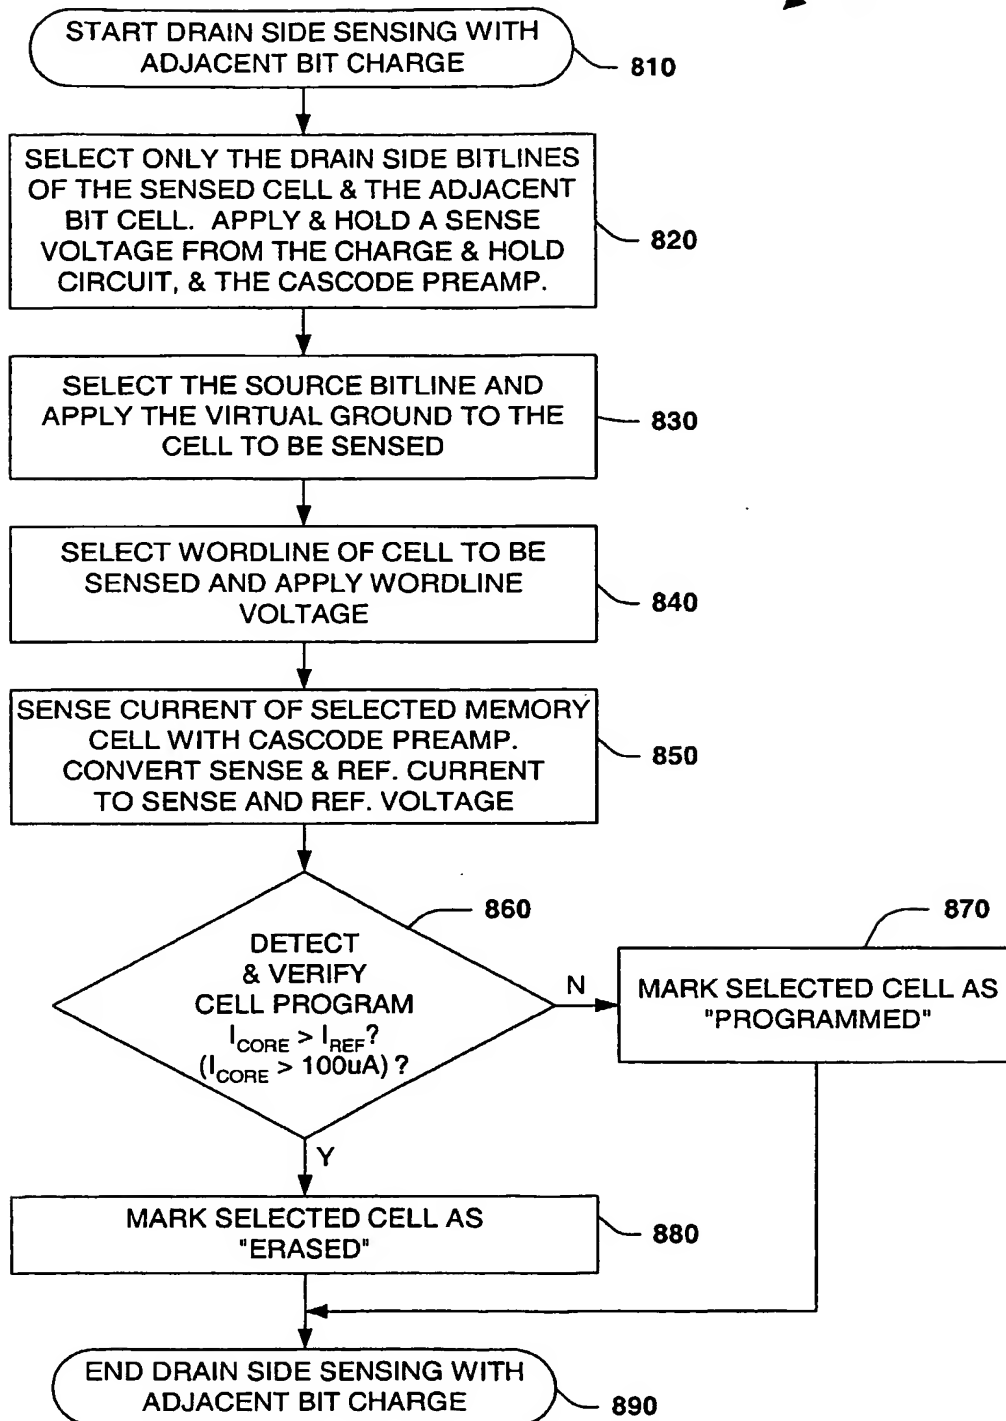 START DRAIN SIDE SENSING WITH
ADJACENT BIT CHARGE
810
SELECT ONLY THE DRAIN SIDE BITLINES
OF THE SENSED CELL & THE ADJACENT
BIT CELL. APPLY & HOLD A SENSE
VOLTAGE FROM THE CHARGE & HOLD
CIRCUIT, & THE CASCODE PREAMP.
820
SELECT THE SOURCE BITLINE AND
APPLY THE VIRTUAL GROUND TO THE
CELL TO BE SENSED
830
SELECT WORDLINE OF CELL TO BE
SENSED AND APPLY WORDLINE
VOLTAGE
840
SENSE CURRENT OF SELECTED MEMORY
CELL WITH CASCODE PREAMP.
CONVERT SENSE & REF. CURRENT
TO SENSE AND REF. VOLTAGE
850
860
DETECT
& VERIFY
CELL PROGRAM
I CORE > I REF?
(I CORE > 100uA) ?
N
870
MARK SELECTED CELL AS
"PROGRAMMED"
Y
MARK SELECTED CELL AS
"ERASED"
880
END DRAIN SIDE SENSING WITH
ADJACENT BIT CHARGE
890